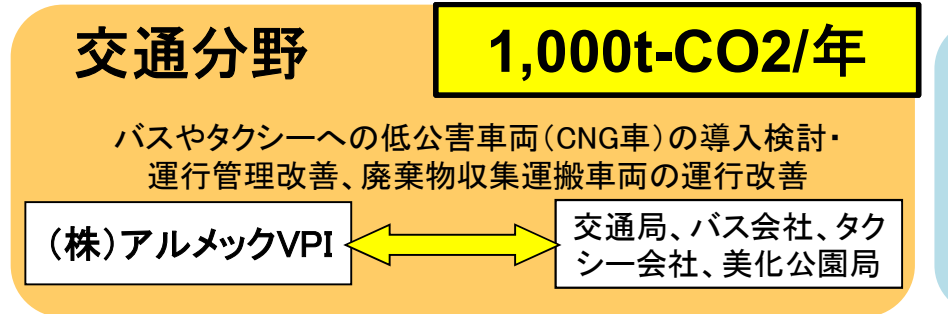 交通分野
1,000t-CO2/年
バスやタクシーへの低公害車両(CNG車)の導入検討・
運行管理改善、廃棄物収集運搬車両の運行改善
(株)アルメックVPI
交通局、バス会社、タク
シー会社、美化公園局